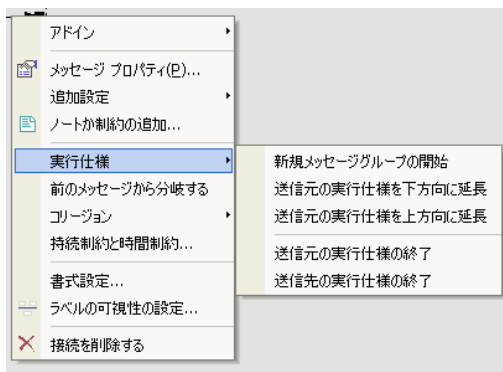 アドイン
メッセージ プロパティ(P)...
追加設定
ノートか制約の追加...
実行仕様
前のメッセージから分岐する
コリージョン
持続制約と時間制約...
書式設定...
ラベルの可視性の設定...
接続を削除する
新規メッセージグループの開始
送信元の実行仕様を下方向に延長
送信元の実行仕様を上方向に延長
送信元の実行仕様の終了
送信先の実行仕様の終了